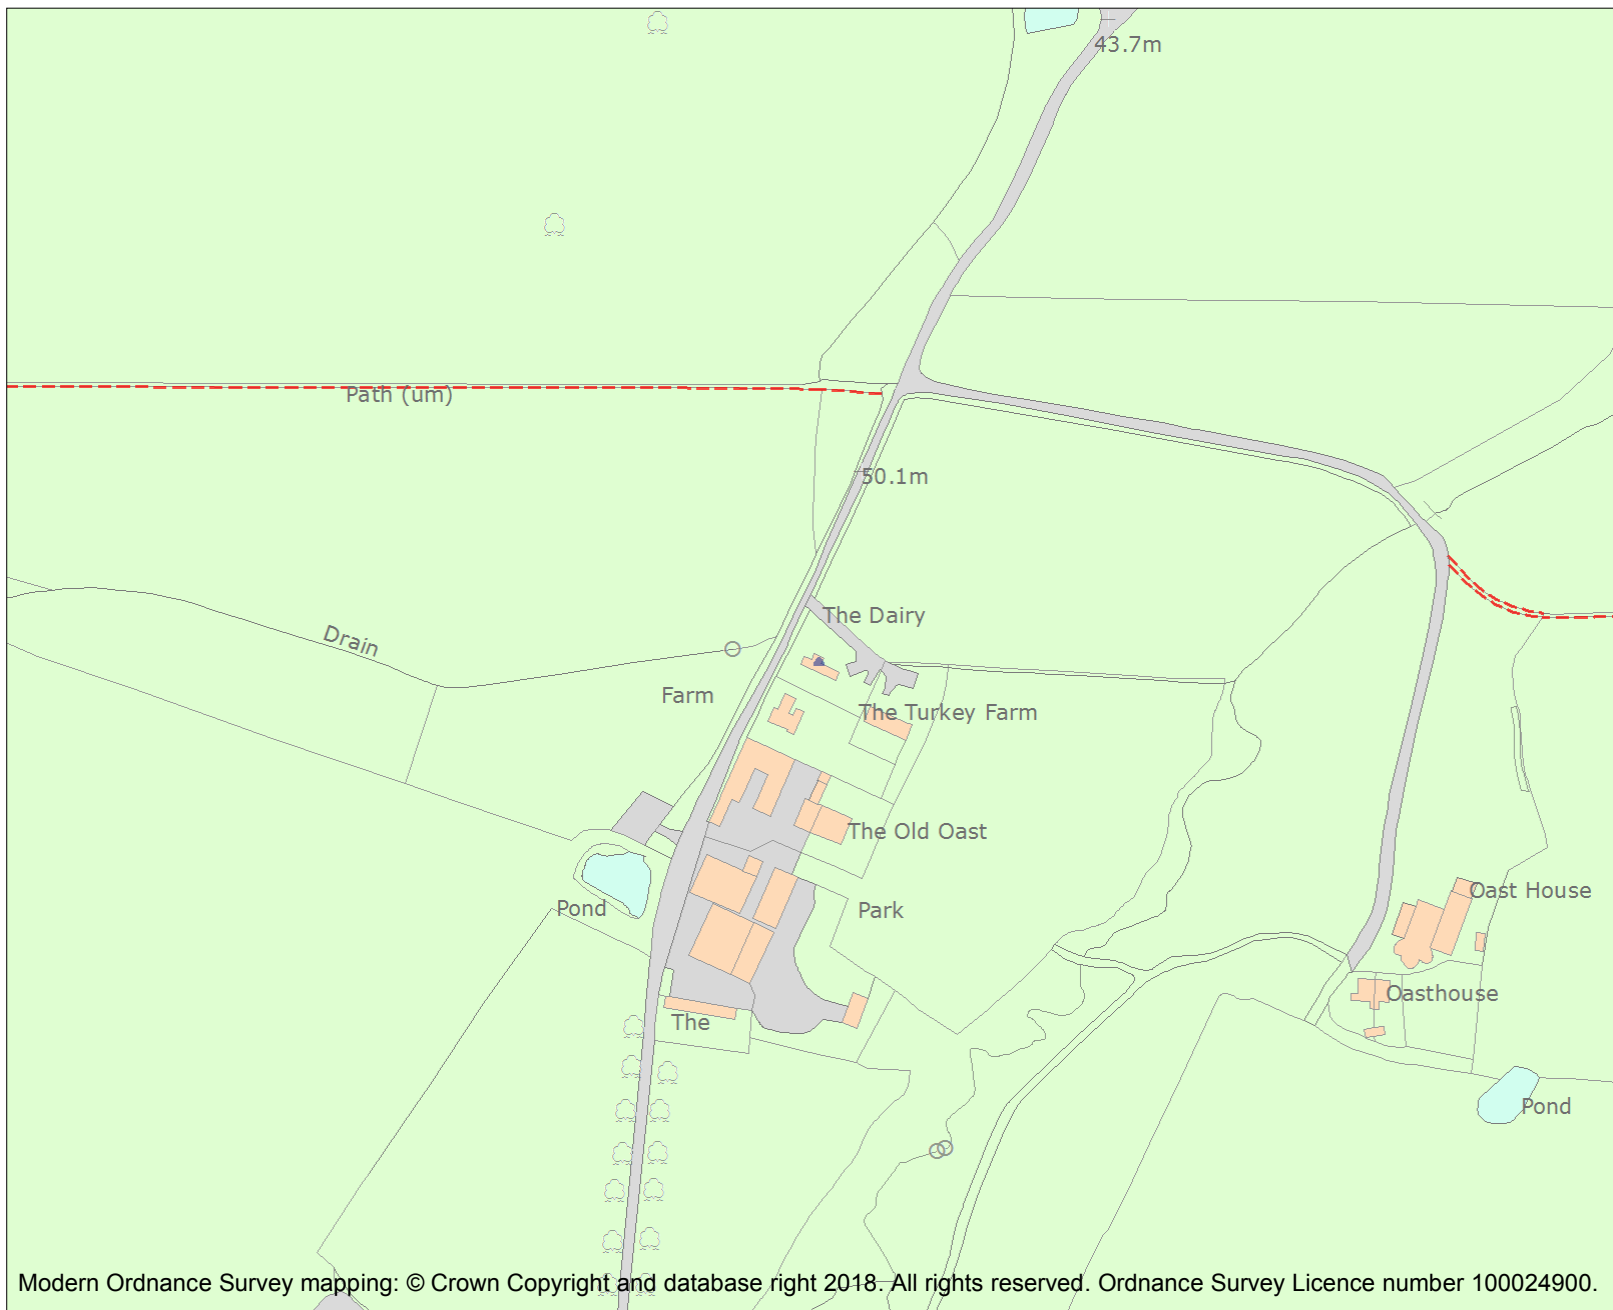 43.7m
Path (um)
50.1m
The Dairy
Drain
Farm
The Turkey Farm
The Old Oast
Oast House
Pond
Park
Oasthouse
The
Pond
Modern Ordnance Survey mapping: © Crown Copyright and database right 2018. All rights reserved. Ordnance Survey Licence number 100024900.